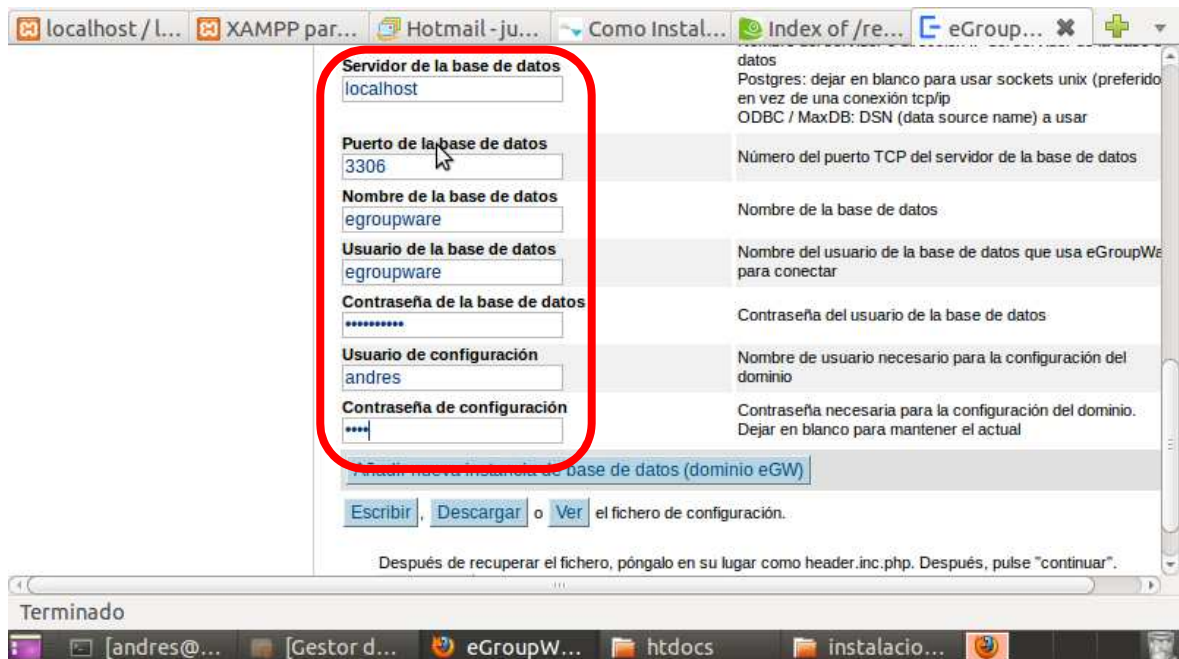 localhost / l...
XAMPP par...
Hotmail - ju...
Como Instal...
Index of /re...
eGroup...
Servidor de la base de datos
localhost
datos
Postgres: dejar en blanco para usar sockets unix (preferido
en vez de una conexión tcp/ip
ODBC / MaxDB: DSN (data source name) a usar
Puerto de la base de datos
3306
Número del puerto TCP del servidor de la base de datos
Nombre de la base de datos
egroupware
Nombre de la base de datos
Usuario de la base de datos
egroupware
Nombre del usuario de la base de datos que usa eGroupWa
para conectar
Contraseña de la base de datos
••••••••••
Contraseña del usuario de la base de datos
Usuario de configuración
andres
Nombre de usuario necesario para la configuración del
dominio
Contraseña de configuración
••••
Contraseña necesaria para la configuración del dominio.
Dejar en blanco para mantener el actual
Añadir nueva instancia de base de datos (dominio eGW)
Escribir , Descargar o Ver el fichero de configuración.
Después de recuperar el fichero, póngalo en su lugar como header.inc.php. Después, pulse "continuar".
Terminado
[andres@...
[Gestor d...
eGroupW...
htdocs
instalacio...